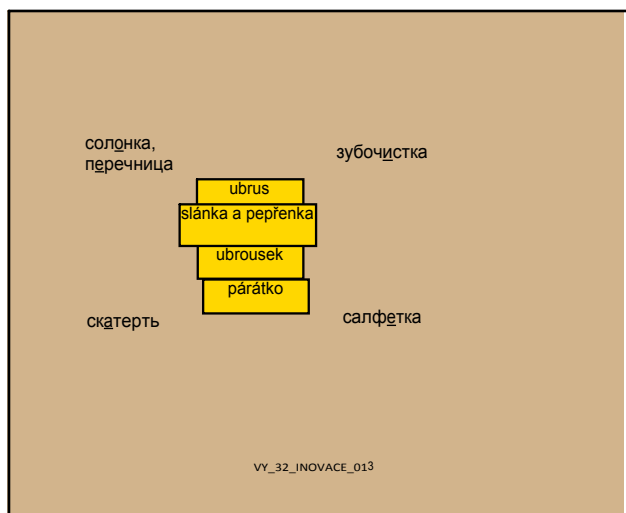 солонка,
перечница
зубочистка
ubrus
slánka a pepřenka
ubrousek
párátko
скатерть
салфетка
VY_32_INOVACE_013